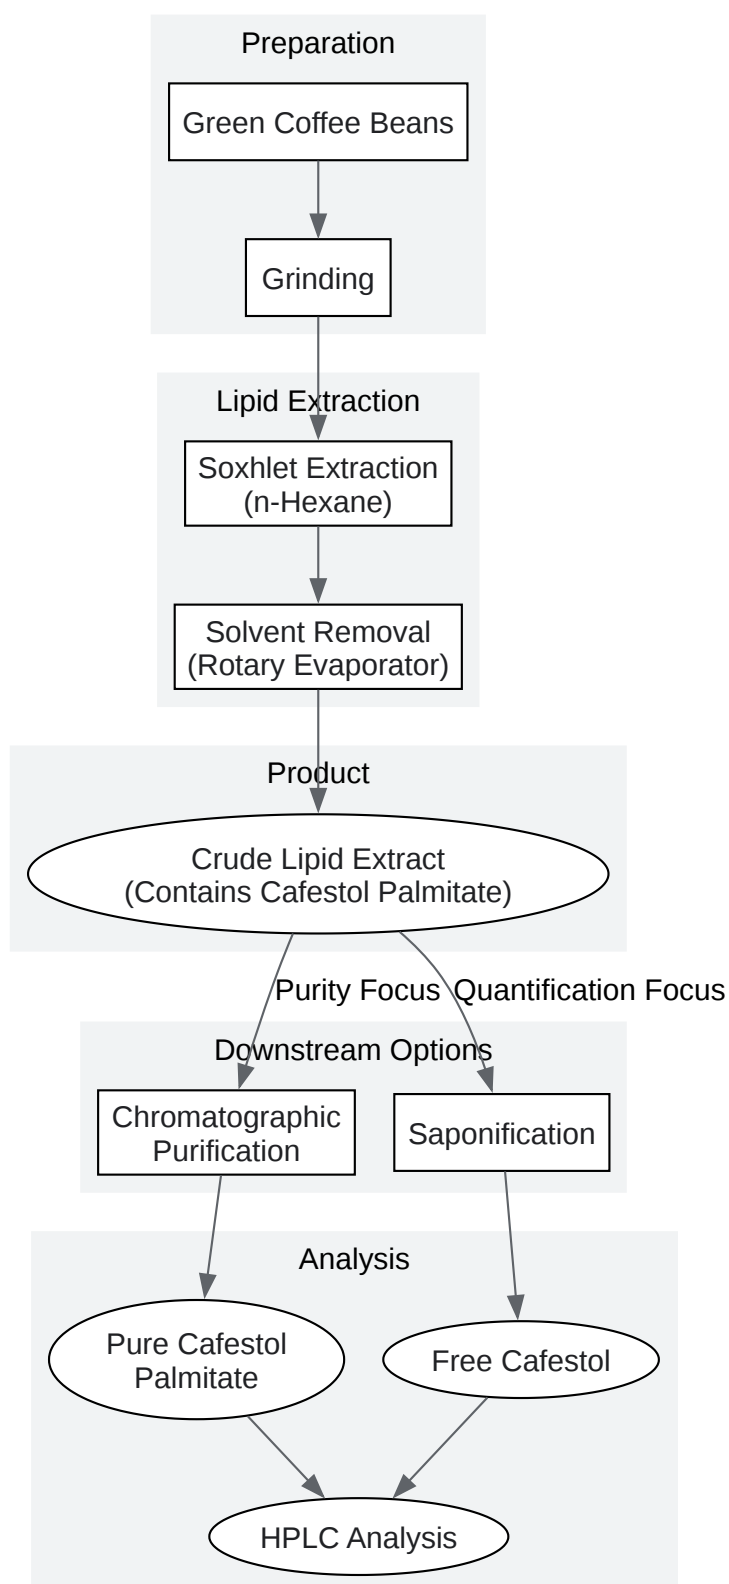 Preparation
Green Coffee Beans
Grinding
Lipid Extraction
Soxhlet Extraction
(n-Hexane)
Solvent Removal
(Rotary Evaporator)
Product
Crude Lipid Extract
(Contains Cafestol Palmitate)
Purity Focus
Quantification Focus
Downstream Options
Chromatographic
Purification
Saponification
Analysis
Pure Cafestol
Palmitate
Free Cafestol
HPLC Analysis